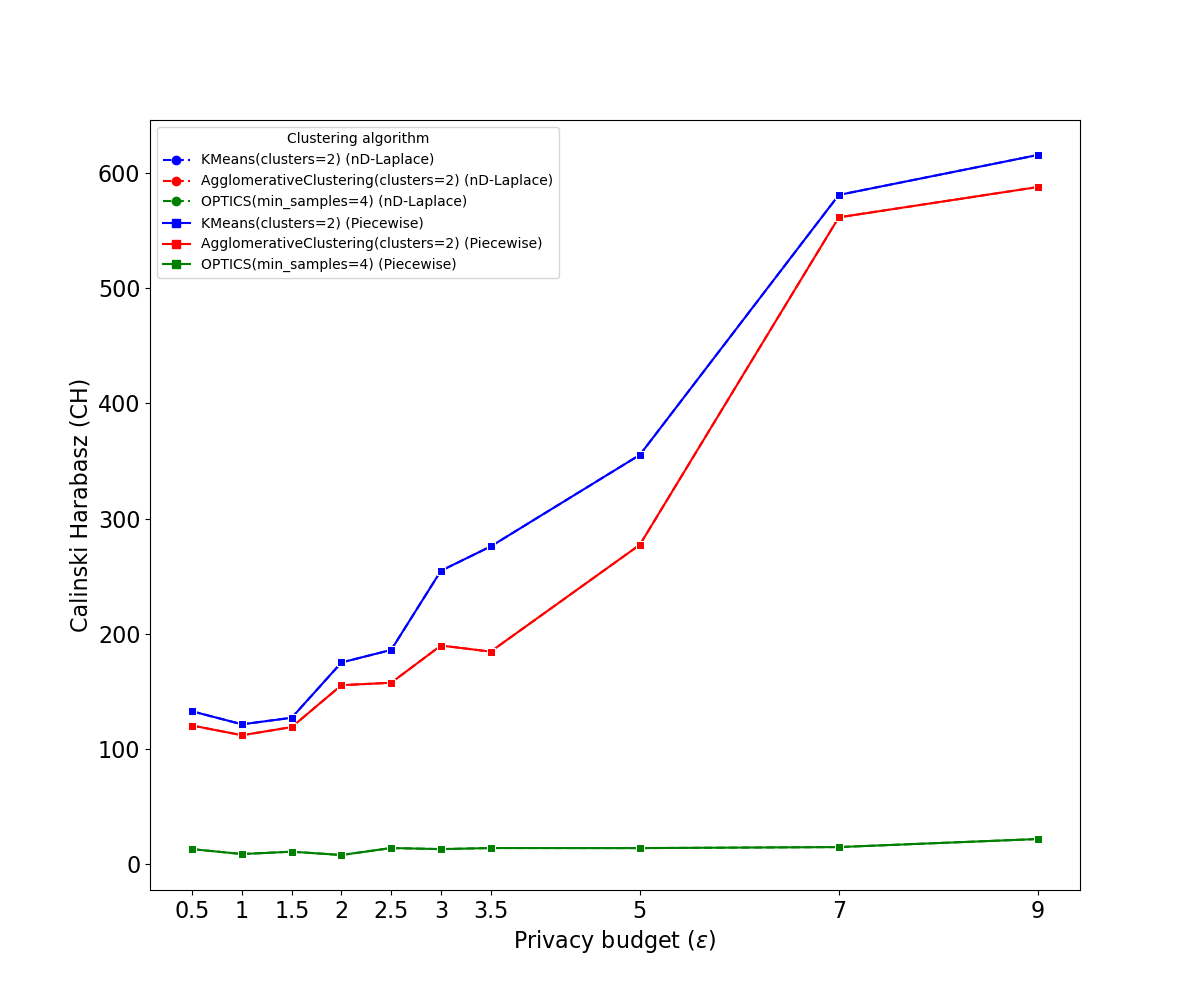 Clustering algorithm
KMeans(clusters=2) (nD-Laplace)
AgglomerativeClustering(clusters=2) (nD-Laplace)
OPTICS(min_samples=4) (nD-Laplace)
KMeans(clusters=2) (Piecewise)
AgglomerativeClustering(clusters=2) (Piecewise)
OPTICS(min_samples=4) (Piecewise)
600
500
400
300
200
100
0
Calinski Harabasz (CH)
0.5 1 1.5 2 2.5 3 3.5 5 7 9
Privacy budget (ε)